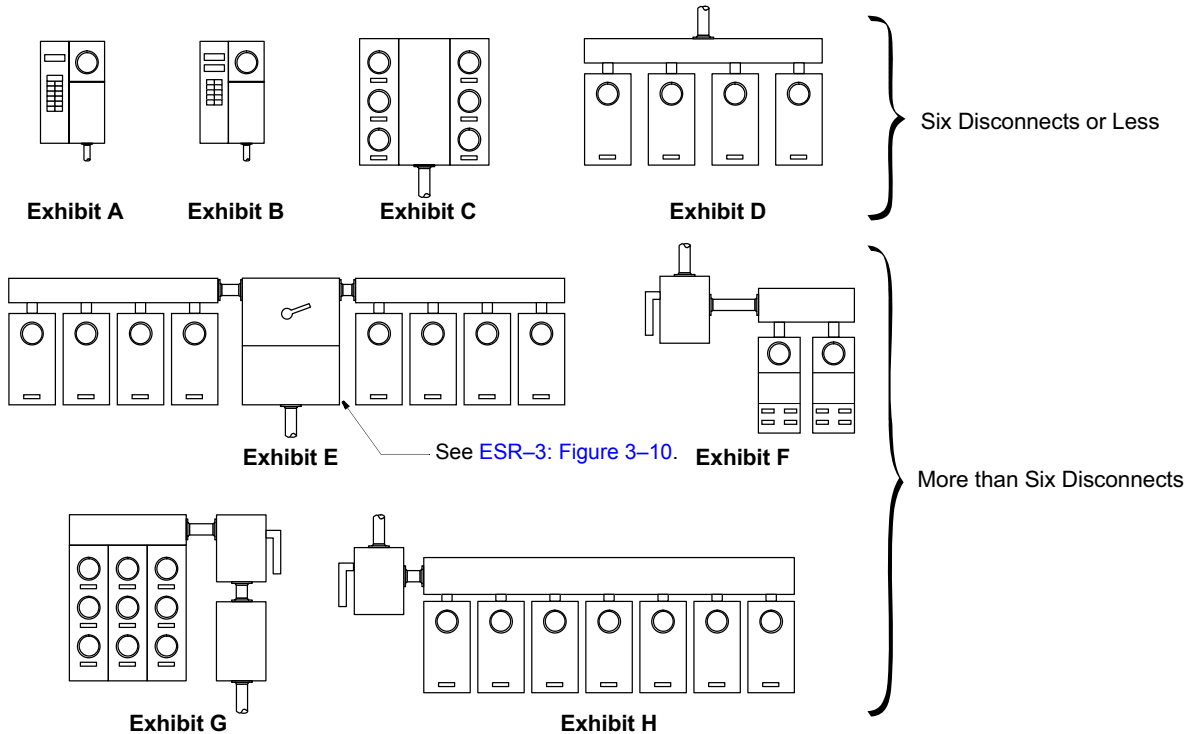 Six Disconnects or Less
Exhibit A
Exhibit B
Exhibit C
Exhibit D
See ESR–3: Figure 3–10.
Exhibit E
Exhibit F
More than Six Disconnects
Exhibit G
Exhibit H